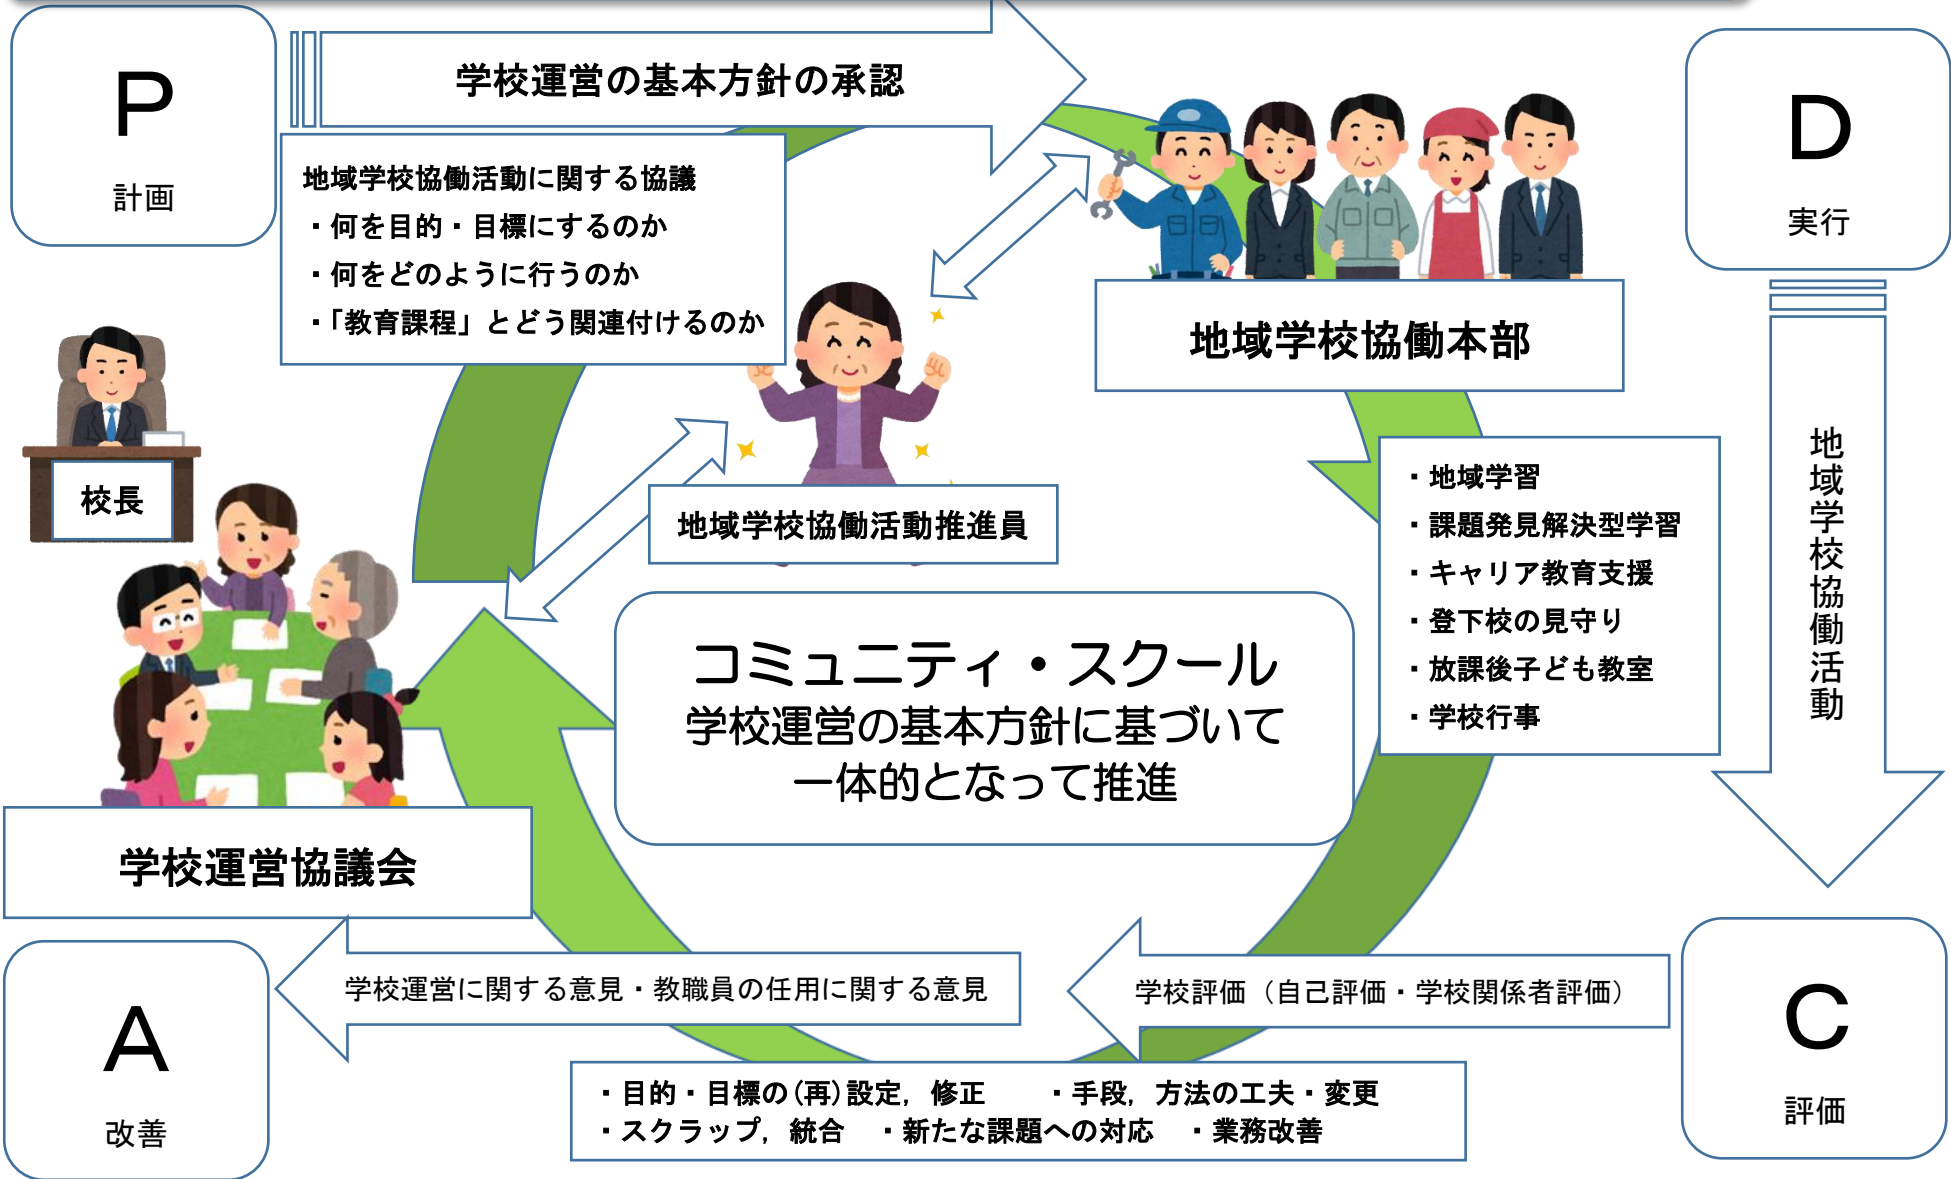 P
計画
学校運営の基本方針の承認
地域学校協働活動に関する協議
・何を目的・目標にするのか
・何をどのように行うのか
・「教育課程」とどう関連付けるのか
D
実行
地域学校協働本部
校長
地域学校協働活動推進員
・地域学習
・課題発見解決型学習
・キャリア教育支援
・登下校の見守り
・放課後子ども教室
・学校行事
地域学校協働活動
コミュニティ・スクール
学校運営の基本方針に基づいて
一体的となって推進
学校運営協議会
A
改善
学校運営に関する意見・教職員の任用に関する意見
学校評価（自己評価・学校関係者評価）
C
評価
・目的・目標の(再)設定，修正　　・手段，方法の工夫・変更
・スクラップ，統合　・新たな課題への対応　・業務改善